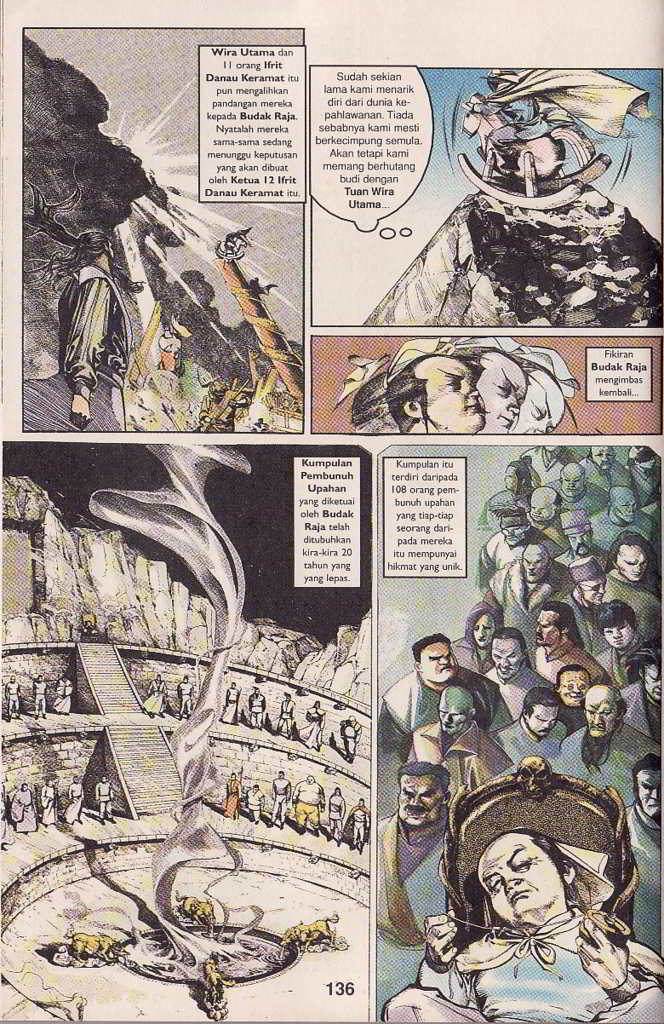 Wira Utama dan
11 orang Ifrit
Danau Keramat itu
pun mengalihkan
pandangan mereka
kepada Budak Raja.
Nyatalah mereka
sama-sama sedang
menunggu keputusan
yang akan dibuat
oleh Ketua 12 Ifrit
Danau Keramat itu.
Sudah sekian
lama kami menarik
diri dari dunia ke-
pahlawanan. Tiada
sebabnya kami mesti
berkecimpung semula.
Akan tetapi kami
memang berhutang
budi dengan
Tuan Wira
Utama...
Fikiran
Budak Raja
mengimbas
kembali...
Kumpulan
Pembunuh
Upahan
yang diketuai
oleh Budak
Raja telah
ditubuhkan
kira-kira 20
tahun yang
yang lepas.
Kumpulan itu
terdiri daripada
108 orang pem-
bunuh upahan
yang tiap-tiap
seorang dari-
pada mereka
itu mempunyai
hikmat yang unik.
136